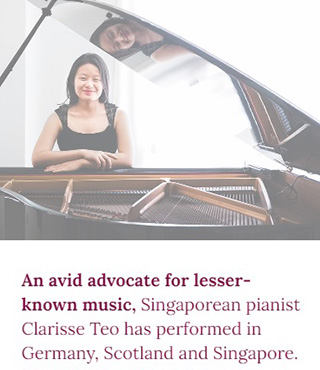 An avid advocate for lesser-
known music, Singaporean pianist
Clarisse Teo has performed in
Germany, Scotland and Singapore.